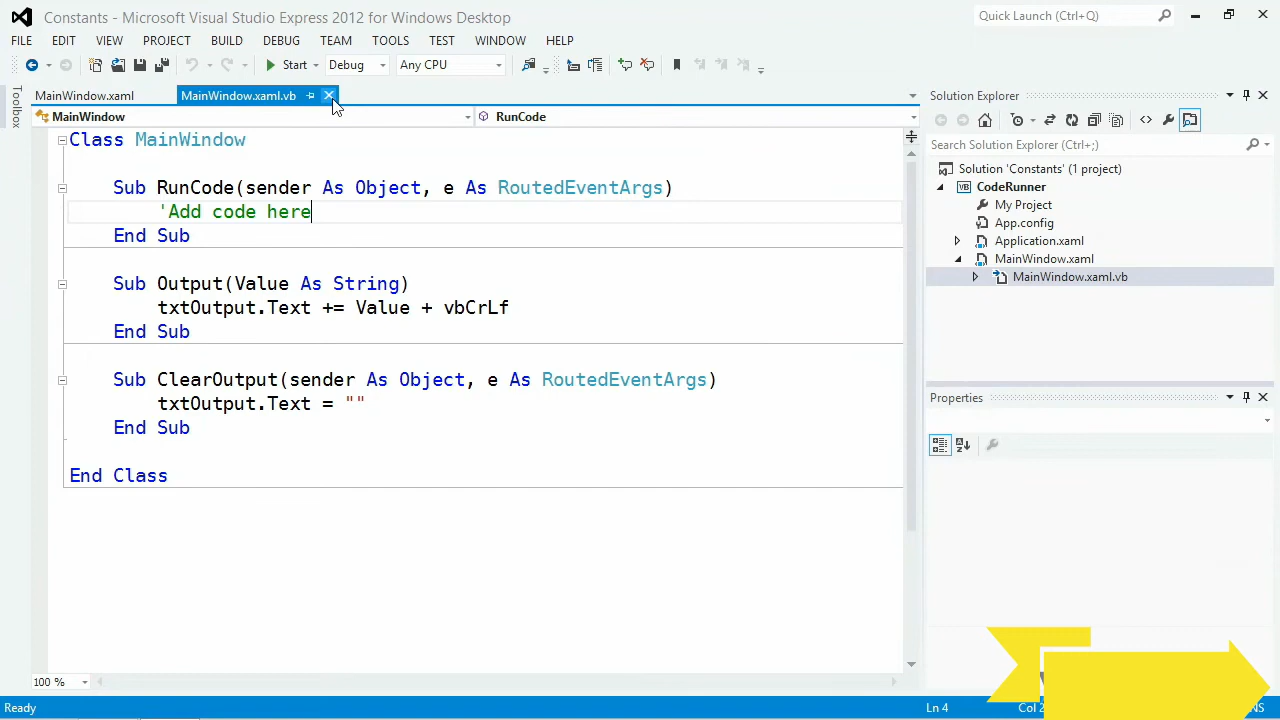 Constants - Microsoft Visual Studio Express 2012 for Windows Desktop
Quick Launch (Ctrl+Q)
FILE EDIT VIEW PROJECT BUILD DEBUG TEAM TOOLS TEST WINDOW HELP
Start Debug Any CPU
Toolbox
MainWindow.xaml MainWindow.xaml.vb
MainWindow RunCode
Class MainWindow
Sub RunCode(sender As Object, e As RoutedEventArgs)
'Add code here
End Sub
Sub Output(Value As String)
txtOutput.Text += Value + vbCrLf
End Sub
Sub ClearOutput(sender As Object, e As RoutedEventArgs)
txtOutput.Text = ""
End Sub
End Class
100 %
Solution Explorer
Search Solution Explorer (Ctrl+;)
Solution 'Constants' (1 project)
VB CodeRunner
My Project
App.config
Application.xaml
MainWindow.xaml
MainWindow.xaml.vb
Properties
Ready Ln 4